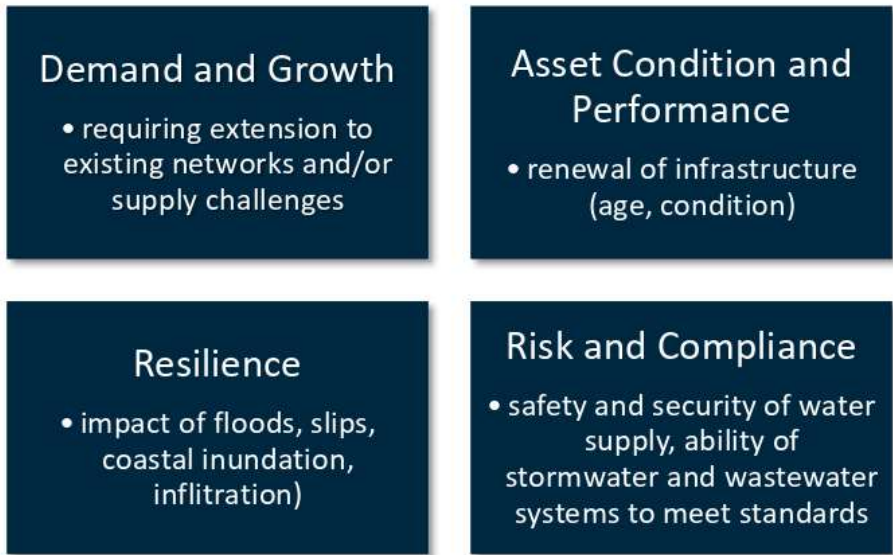 Demand and Growth
• requiring extension to
existing networks and/or
supply challenges
Asset Condition and
Performance
• renewal of infrastructure
(age, condition)
Resilience
• impact of floods, slips,
coastal inundation,
inflitration)
Risk and Compliance
• safety and security of water
supply, ability of
stormwater and wastewater
systems to meet standards